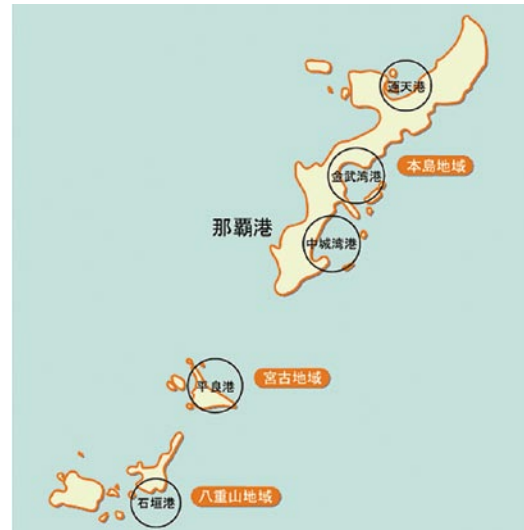 運天港
金武湾港
本島地域
那覇港
中城湾港
平良港
宮古地域
石垣港
八重山地域